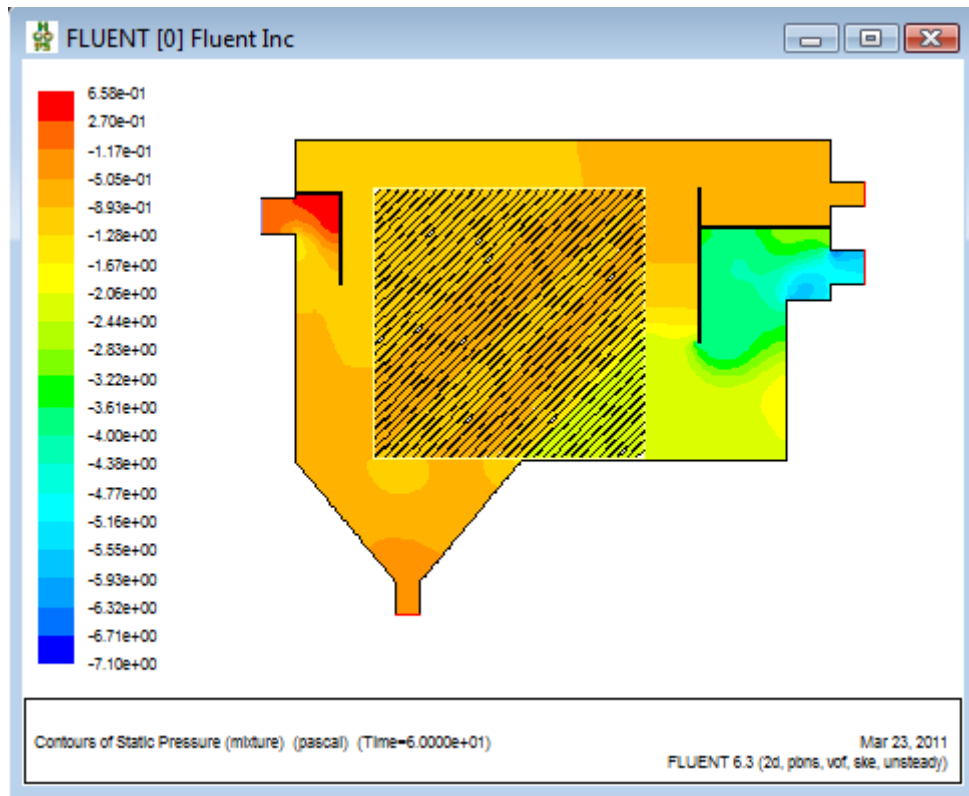 FLUENT [0] Fluent Inc
6.58e-01
2.70e-01
-1.17e-01
-5.05e-01
-8.93e-01
-1.28e+00
-1.67e+00
-2.06e+00
-2.44e+00
-2.83e+00
-3.22e+00
-3.61e+00
-4.00e+00
-4.38e+00
-4.77e+00
-5.16e+00
-5.55e+00
-5.93e+00
-6.32e+00
-6.71e+00
-7.10e+00
Contours of Static Pressure (mixture) (pascal) (Time=6.0000e+01)
Mar 23, 2011
FLUENT 6.3 (2d, pbns, vof, ske, unsteady)